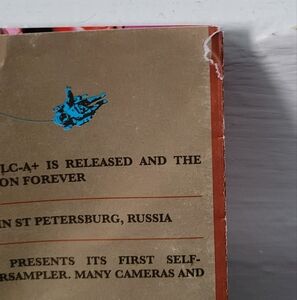 LC-A+ IS RELEASED AND THE
ON FOREVER
IN ST PETERSBURG, RUSSIA
PRESENTS ITS FIRST SELF-
RSAMPLER. MANY CAMERAS AND